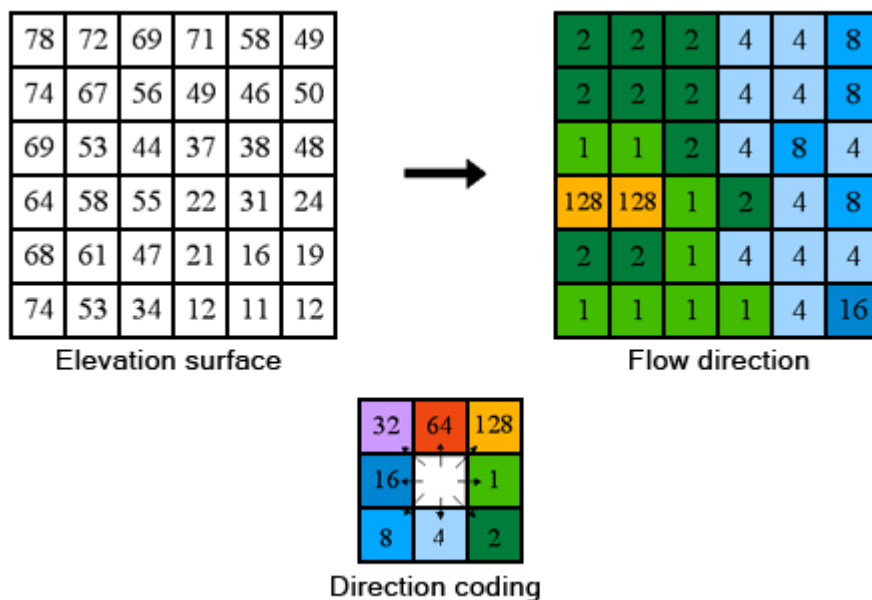 78 72 69 71 58 49 2 2 2 4 4 8
74 67 56 49 46 50 2 2 2 4 4 8
69 53 44 37 38 48 1 1 2 4 8 4
64 58 55 22 31 24 128 128 1 2 4 8
68 61 47 21 16 19 2 2 1 4 4 4
74 53 34 12 11 12 1 1 1 1 4 16
Elevation surface Flow direction
32 64 128
16 1
8 4 2
Direction coding